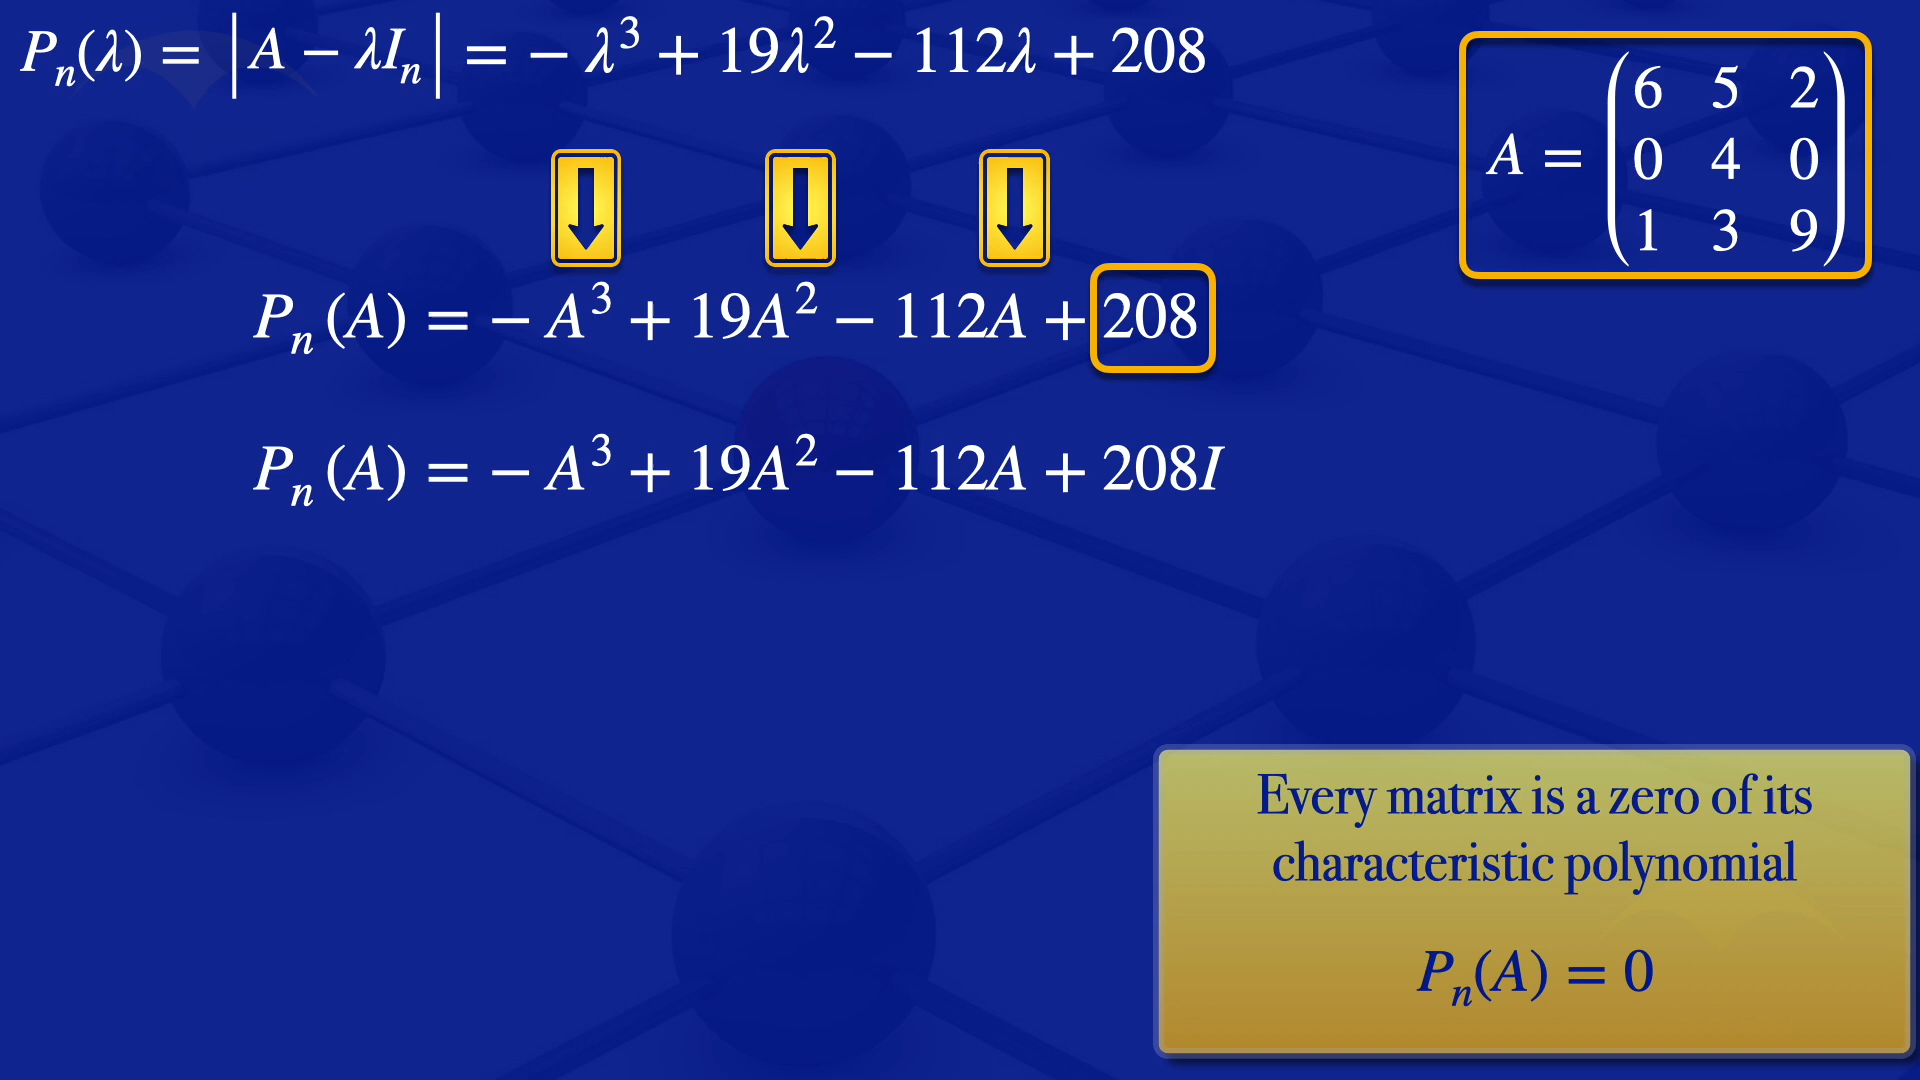 Pₙ(λ) = |A − λIₙ| = − λ³ + 19λ² − 112λ + 208
A = (6 5 2
0 4 0
1 3 9)
Pₙ (A) = − A³ + 19A² − 112A + 208
Pₙ (A) = − A³ + 19A² − 112A + 208I
Every matrix is a zero of its
characteristic polynomial
Pₙ(A) = 0